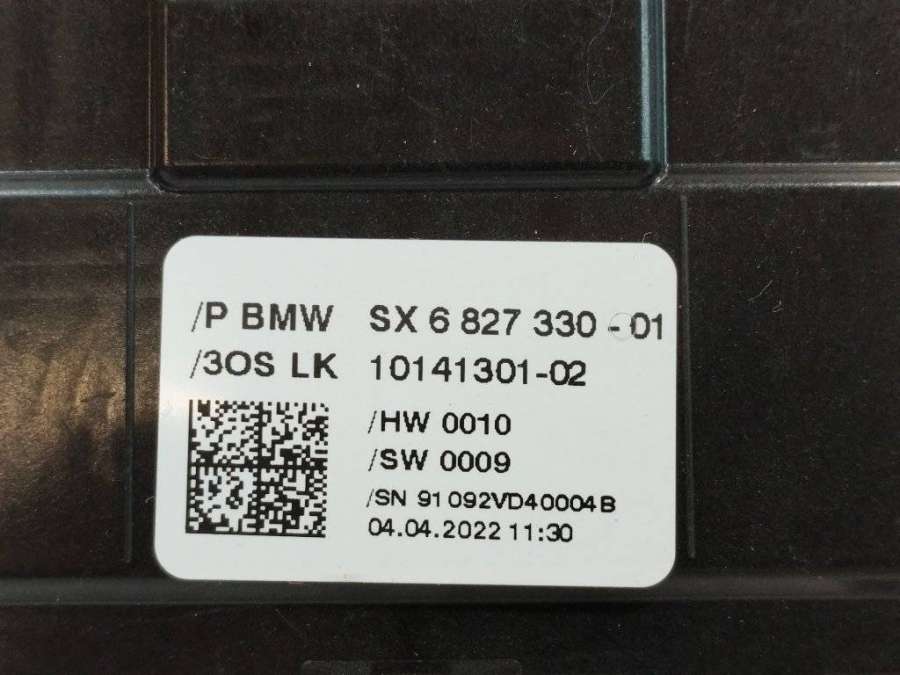 /P BMW SX 6 827 330 - 01
/3OS LK 10141301-02
/HW 0010
/SW 0009
/SN 91092VD40004B
04.04.2022 11:30